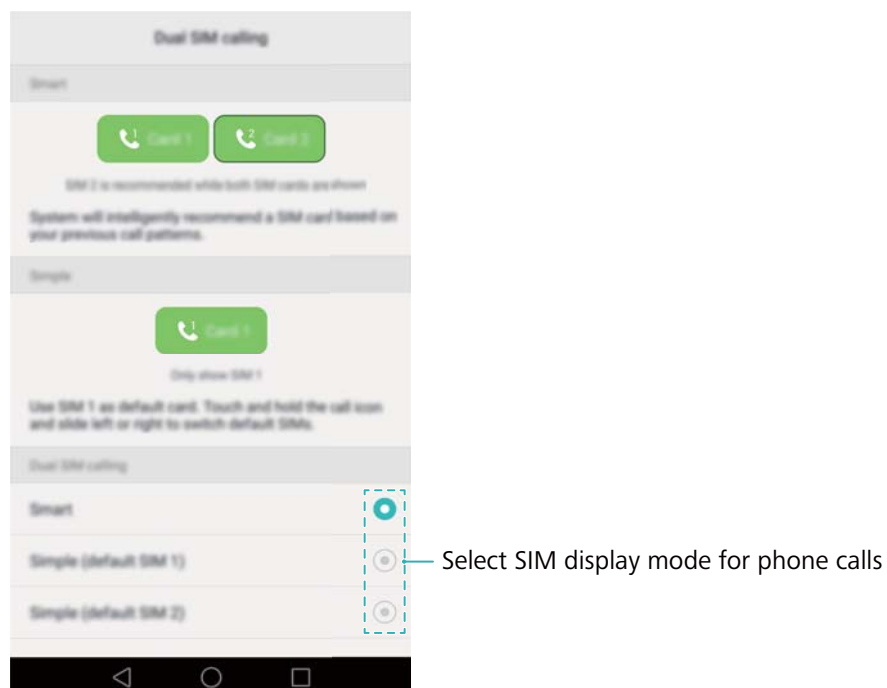 Dual SIM calling
Smart
1 Card 1
2 Card 2
SIM 2 is recommended while both SIM cards are shown
System will intelligently recommend a SIM card based on
your previous call patterns.
Simple
1 Card 1
Only show SIM 1
Use SIM 1 as default card. Touch and hold the call icon
and slide left or right to switch default SIMs.
Dual SIM calling
Smart
Simple (default SIM 1)
Select SIM display mode for phone calls
Simple (default SIM 2)